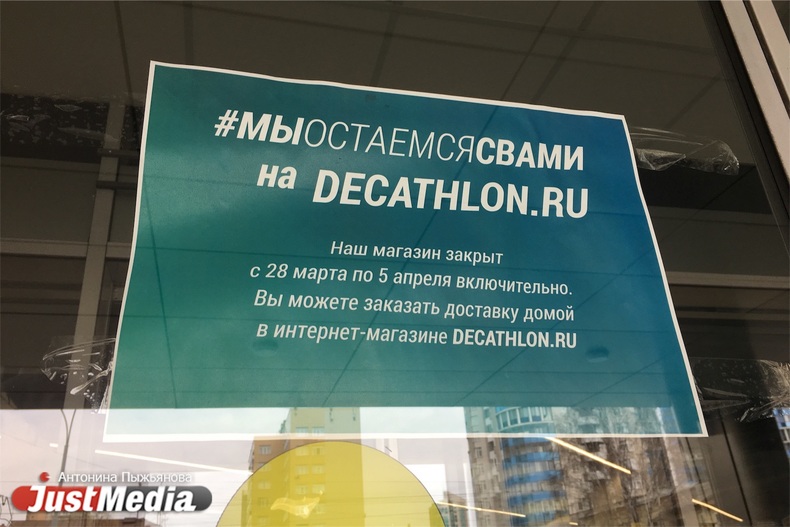 #МЫОСТАЕМСЯСВАМИ
на DECATHLON.RU
Наш магазин закрыт
с 28 марта по 5 апреля включительно.
Вы можете заказать доставку домой
в интернет-магазине DECATHLON.RU
Антонина Пыжьянова
JustMedia